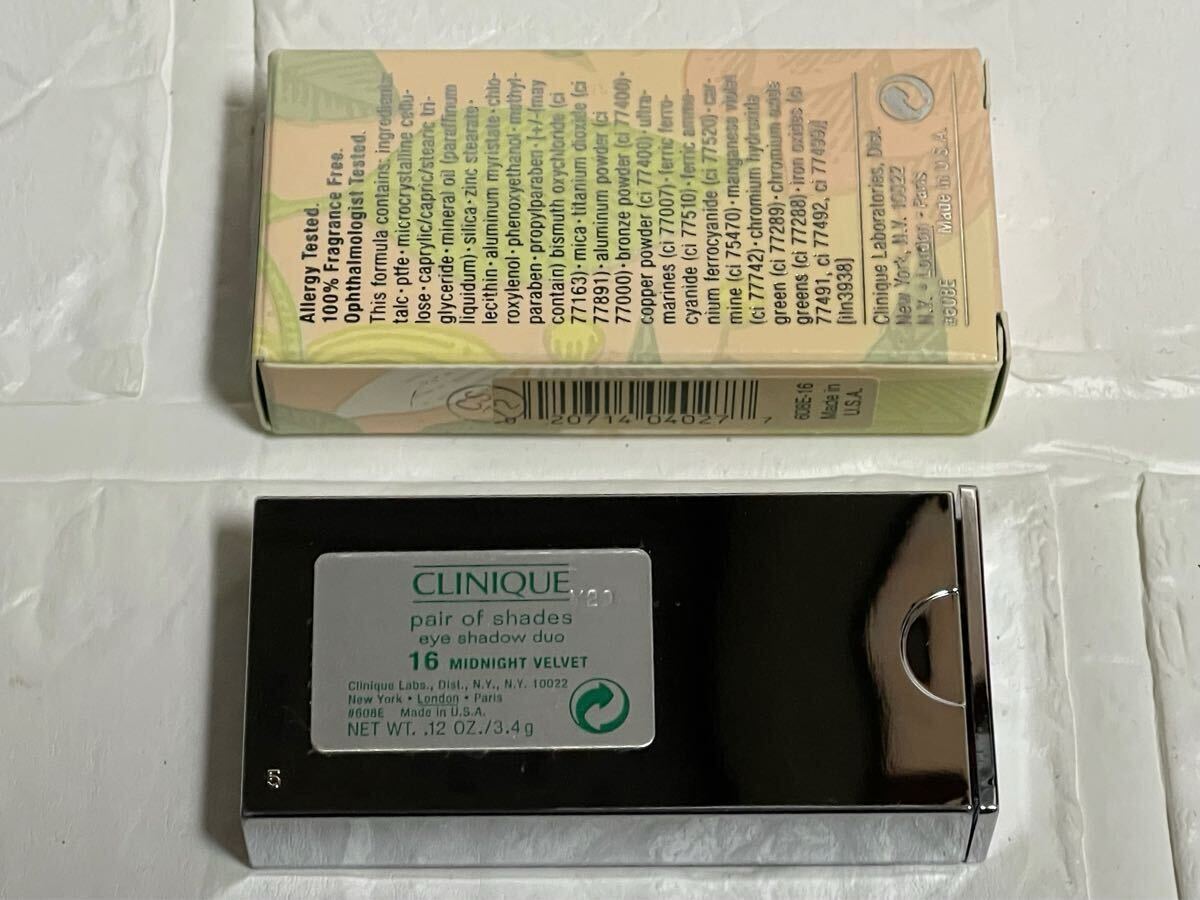 Allergy Tested.
100% Fragrance Free.
Ophthalmologist Tested.
This formula contains: ingredients:
talc • ptfe • microcrystalline cellu-
lose • caprylic/capric/stearic tri-
glyceride • mineral oil (paraffinum
liquidum) • silica • zinc stearate •
lecithin • aluminum myristate • chlo-
roxylenol • phenoxyethanol • methyl-
paraben • propylparaben • [+/-(may
contain) bismuth oxychloride (ci
77163) • mica • titanium dioxide (ci
77891) • aluminum powder (ci
77000) • bronze powder (ci 77400) •
copper powder (ci 77400) ultra-
marines (ci 77007) • ferric ferro-
cyanide (ci 77510) • ferric ammo-
nium ferrocyanide (ci 77520) • car-
mine (ci 75470) • manganese violet
(ci 77742) • chromium hydroxide
green (ci 77289) • chromium oxide
greens (ci 77288) • iron oxides (ci
77491, ci 77492, ci 77499)]
[iln3938]
Clinique Laboratories, Dist.
New York, N.Y. 10022
N.Y. • London • Paris
#608E Made in U.S.A.
20714 04027 7
608E-16
Made in
U.S.A.
CLINIQUE
pair of shades
eye shadow duo
16 MIDNIGHT VELVET
Clinique Labs., Dist., N.Y., N.Y. 10022
New York • London • Paris
#608E Made in U.S.A.
NET WT. .12 OZ./3.4 g